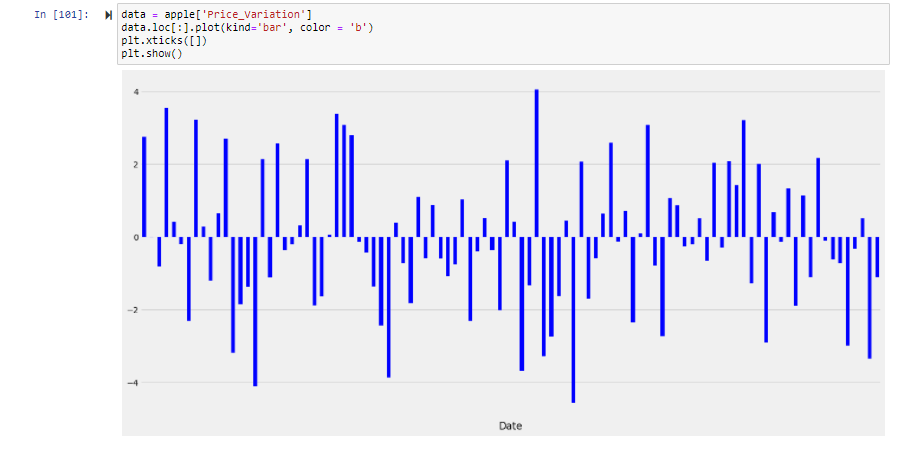 In [101]:
data = apple['Price_Variation']
data.loc[:].plot(kind='bar', color = 'b')
plt.xticks([])
plt.show()
4
2
0
−2
−4
Date